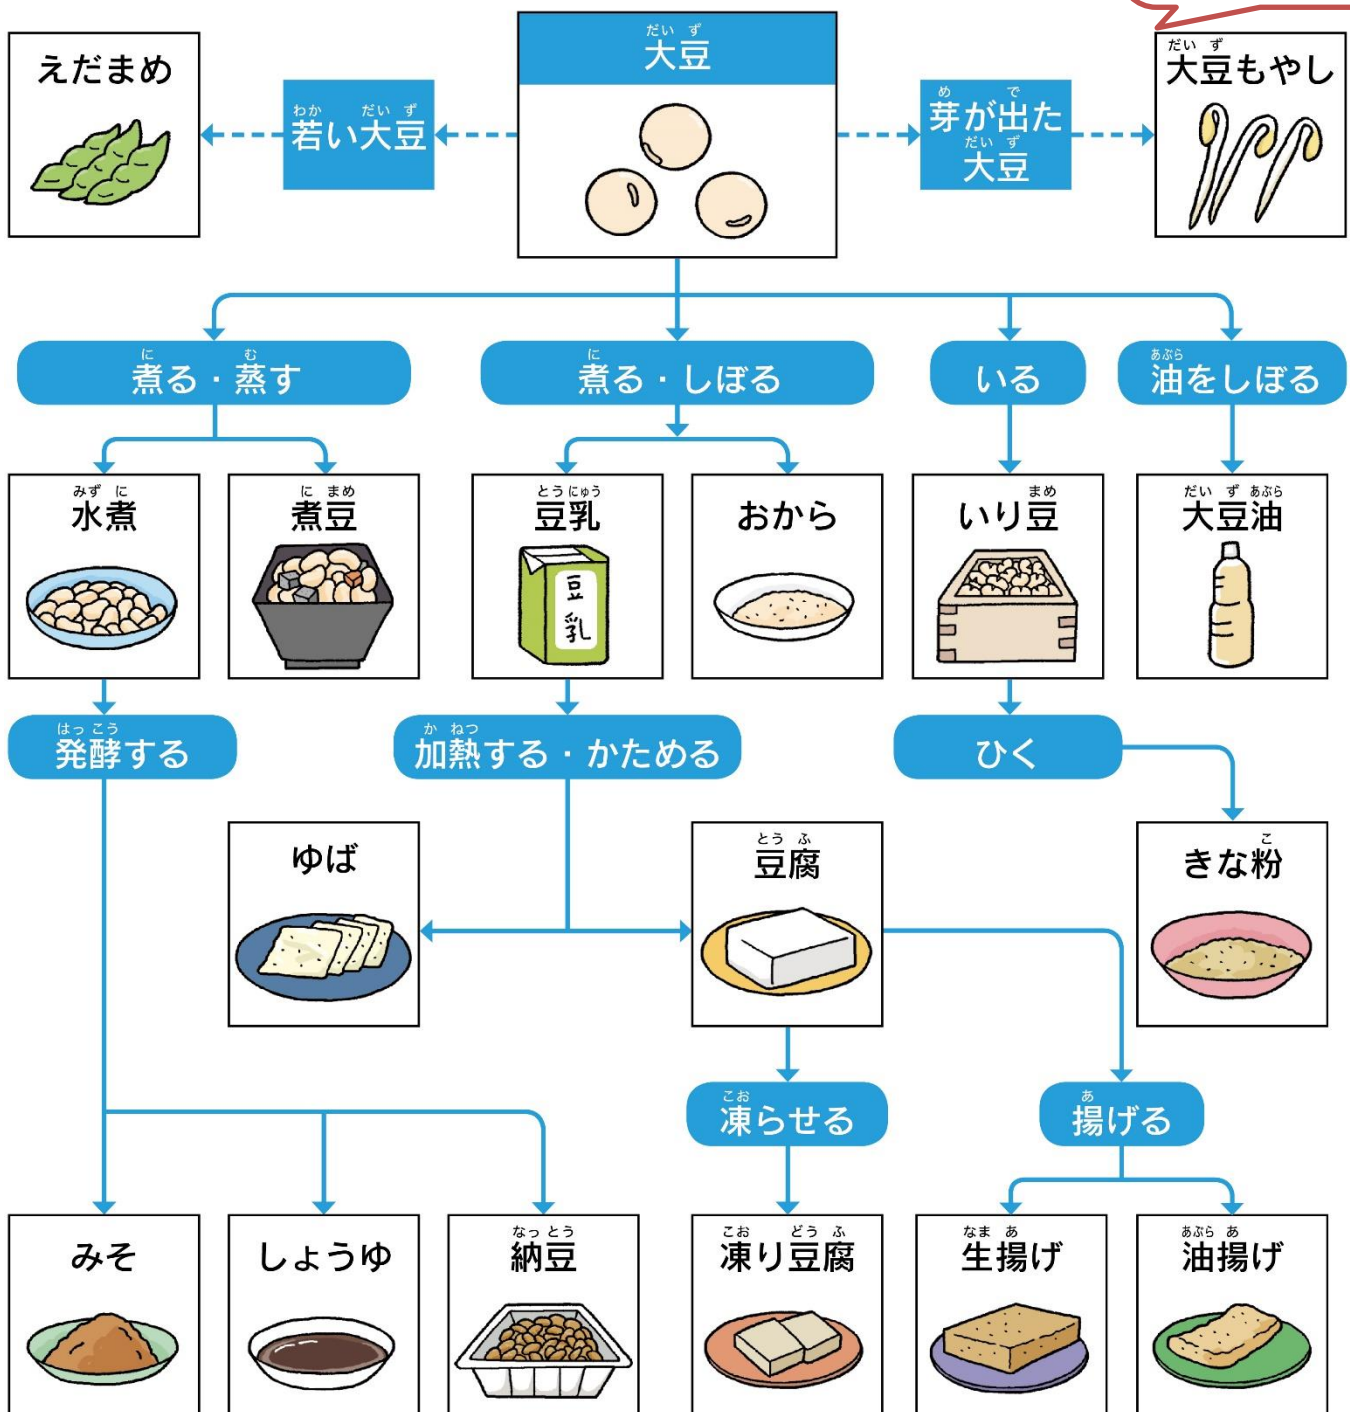 えだまめ
わか だい ず
若い大豆
だい ず
大豆
め で
芽が出た
だい ず
大豆
だい ず
大豆もやし
に む
煮る・蒸す
に
煮る・しぼる
いる
あぶら
油をしぼる
みず に
水煮
に まめ
煮豆
とう にゅう
豆乳
豆
乳
おから
まめ
いり豆
だい ず あぶら
大豆油
はっ こう
発酵する
か ねつ
加熱する・かためる
ひく
ゆば
とう ふ
豆腐
こ
きな粉
こお
凍らせる
あ
揚げる
みそ
しょうゆ
なっ とう
納豆
こお どう ふ
凍り豆腐
なま あ
生揚げ
あぶら あ
油揚げ